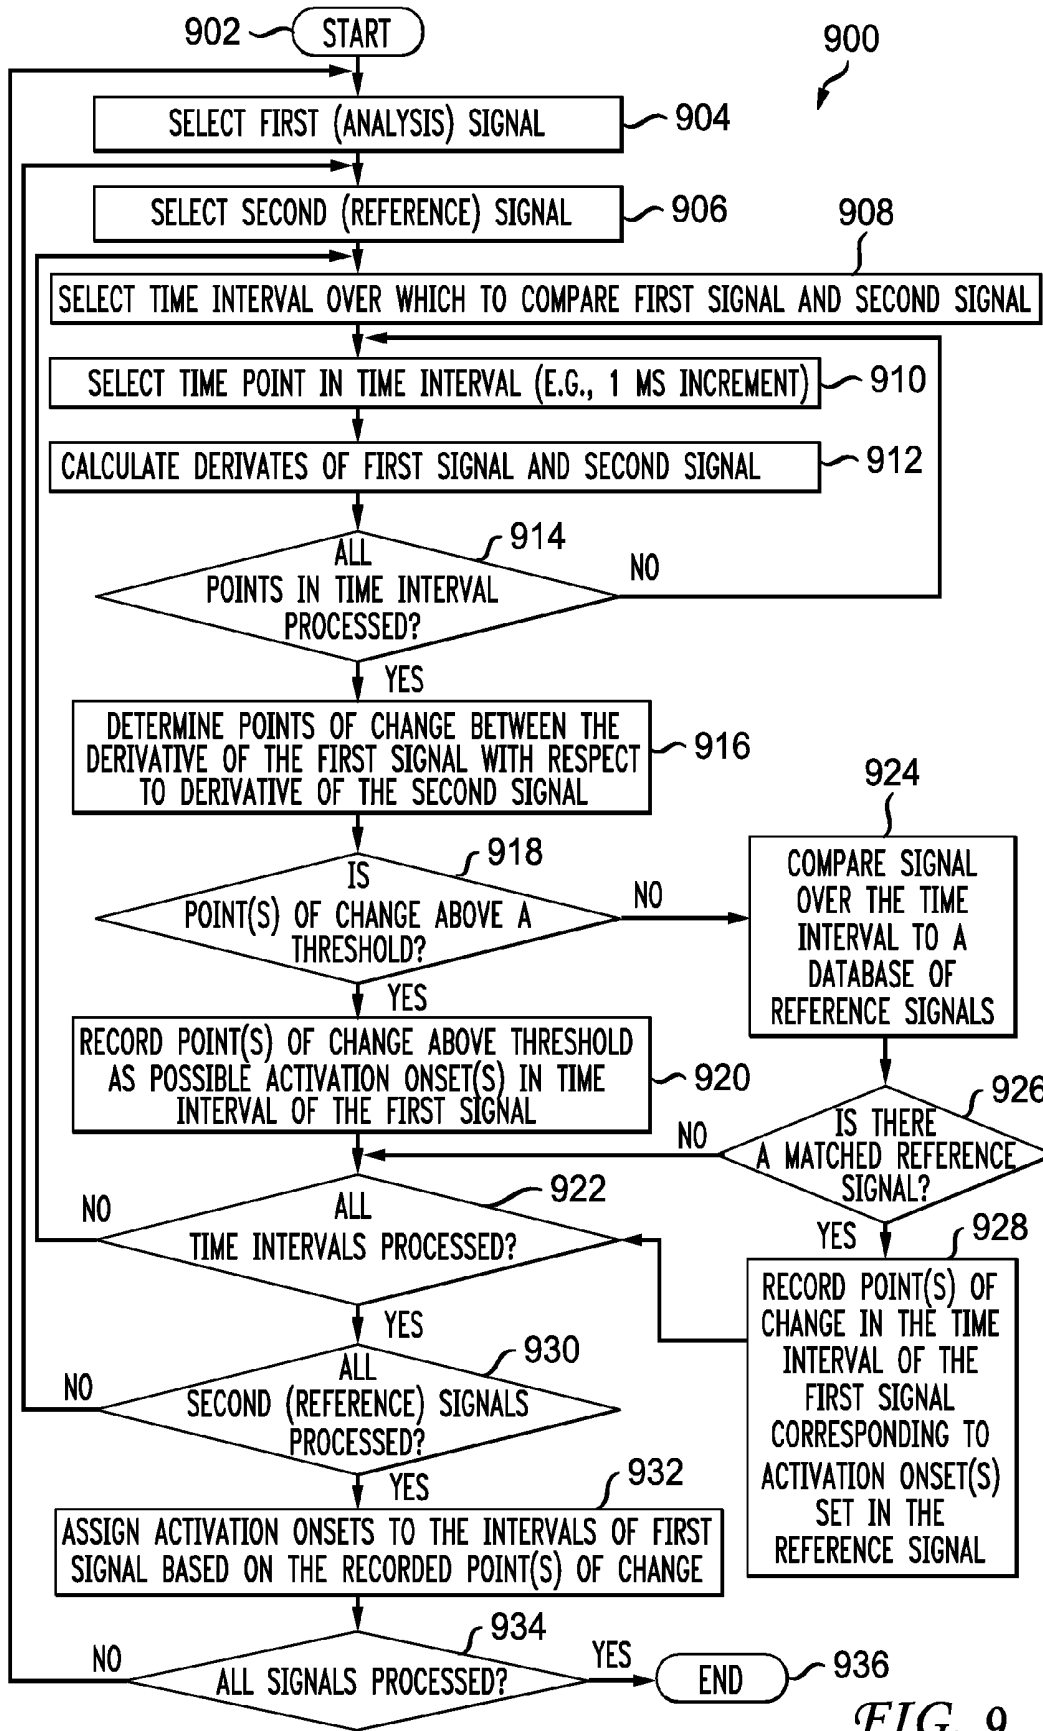 902
START
900
SELECT FIRST (ANALYSIS) SIGNAL
904
SELECT SECOND (REFERENCE) SIGNAL
906
908
SELECT TIME INTERVAL OVER WHICH TO COMPARE FIRST SIGNAL AND SECOND SIGNAL
SELECT TIME POINT IN TIME INTERVAL (E.G., 1 MS INCREMENT)
910
CALCULATE DERIVATES OF FIRST SIGNAL AND SECOND SIGNAL
912
914
ALL
POINTS IN TIME INTERVAL
PROCESSED?
NO
YES
DETERMINE POINTS OF CHANGE BETWEEN THE
DERIVATIVE OF THE FIRST SIGNAL WITH RESPECT
TO DERIVATIVE OF THE SECOND SIGNAL
916
918
IS
POINT(S) OF CHANGE ABOVE A
THRESHOLD?
NO
YES
924
COMPARE SIGNAL
OVER THE TIME
INTERVAL TO A
DATABASE OF
REFERENCE SIGNALS
RECORD POINT(S) OF CHANGE ABOVE THRESHOLD
AS POSSIBLE ACTIVATION ONSET(S) IN TIME
INTERVAL OF THE FIRST SIGNAL
920
926
IS THERE
A MATCHED REFERENCE
SIGNAL?
NO
YES
922
ALL
TIME INTERVALS PROCESSED?
NO
YES
928
RECORD POINT(S) OF
CHANGE IN THE TIME
INTERVAL OF THE
FIRST SIGNAL
CORRESPONDING TO
ACTIVATION ONSET(S)
SET IN THE
REFERENCE SIGNAL
930
ALL
SECOND (REFERENCE) SIGNALS
PROCESSED?
NO
YES
932
ASSIGN ACTIVATION ONSETS TO THE INTERVALS OF FIRST
SIGNAL BASED ON THE RECORDED POINT(S) OF CHANGE
934
ALL SIGNALS PROCESSED?
NO
YES
END
936
FIG. 9